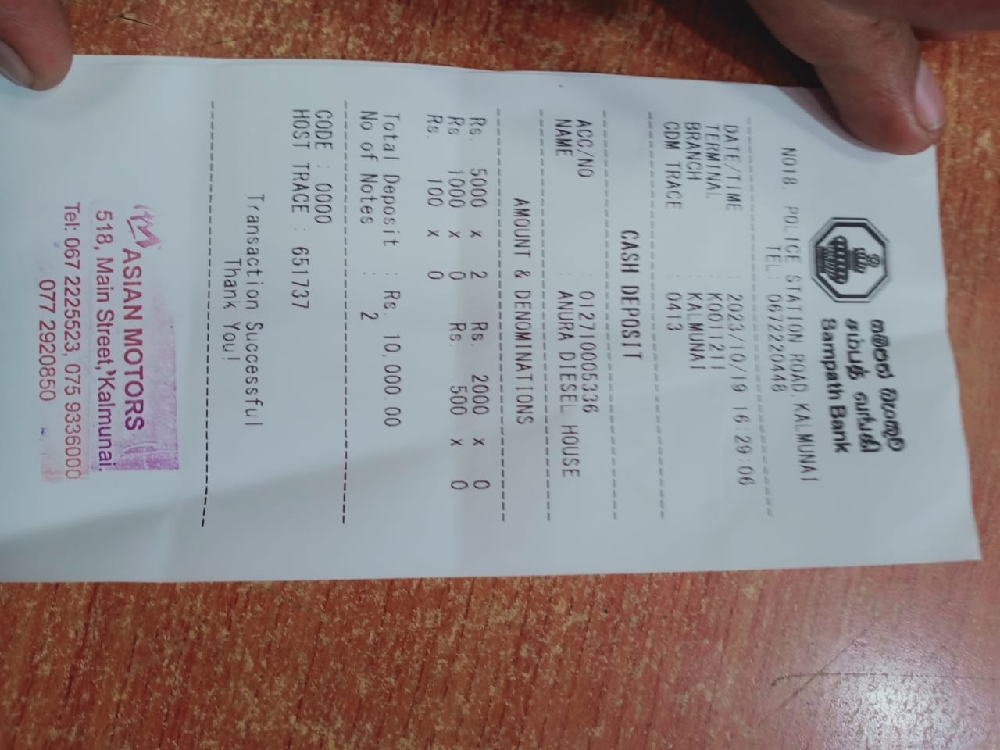 සම්පත් බැංකුව
சம்பத் வங்கி
Sampath Bank
NO18, POLICE STATION ROAD, KALMUNAI
TEL: 0672220448
DATE/TIME : 2023/10/19 16:29:06
TERMINAL : K0011211
BRANCH : KALMUNAI
CDM TRACE : 0413
CASH DEPOSIT
ACC/NO : 012710005336
NAME : ANURA DIESEL HOUSE
AMOUNT & DENOMINATIONS
Rs. 5000 x 2 Rs. 2000 x 0
Rs. 1000 x 0 Rs. 500 x 0
Rs. 100 x 0
Total Deposit : Rs. 10,000.00
No of Notes : 2
CODE : 0000
HOST TRACE : 651737
Transaction Successful
Thank You!
ASIAN MOTORS
518, Main Street, Kalmunai.
Tel: 067 2225523, 075 9336000
077 2920850